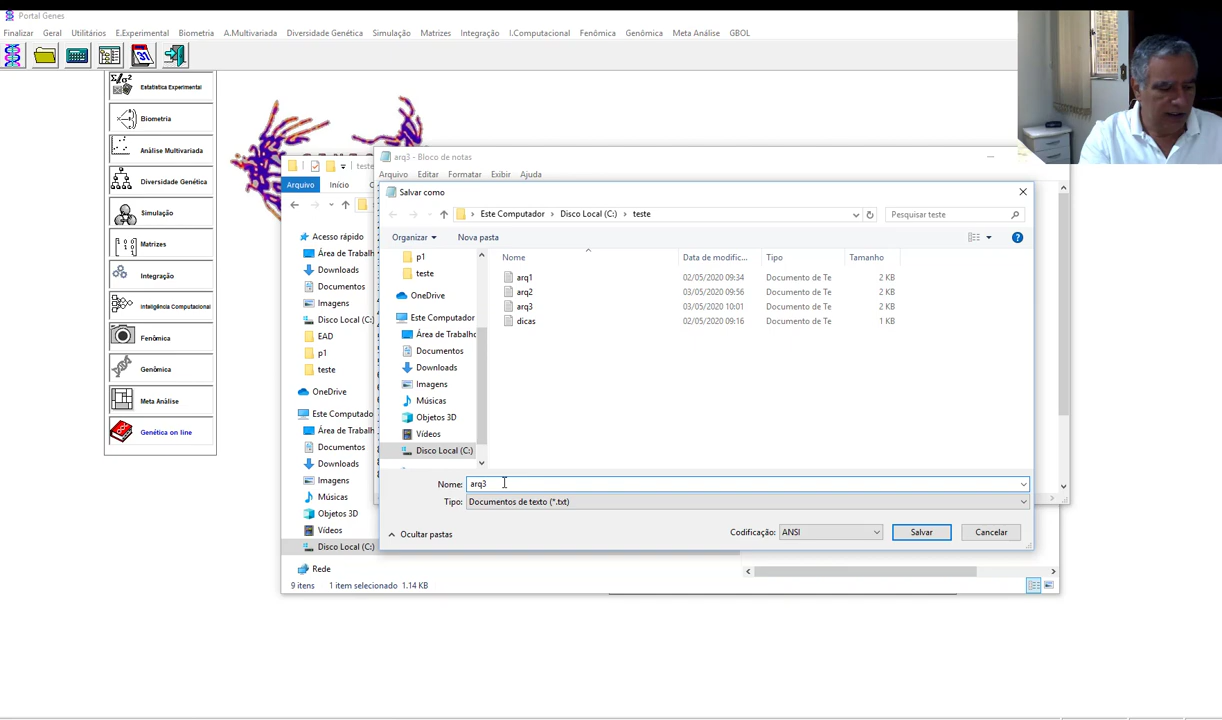 Portal Genes
Finalizar Geral Utilitários E.Experimental Biometria A.Multivariada Diversidade Genética Simulação Matrizes Integração I.Computacional Fenômica Genômica Meta Análise GBOL
31
Estatística Experimental
Biometria
Análise Multivariada
Diversidade Genética
Simulação
Matrizes
Integração
Inteligência Computacional
Fenômica
Genômica
Meta Análise
Genética on line
teste
Arquivo Início
Acesso rápido
Área de Trabalh
Downloads
Documentos
Imagens
Disco Local (C:)
EAD
p1
teste
OneDrive
Este Computador
Área de Trabalh
Documentos
Downloads
Imagens
Músicas
Objetos 3D
Vídeos
Disco Local (C:)
Rede
9 itens 1 item selecionado 1.14 KB
arq3 - Bloco de notas
Arquivo Editar Formatar Exibir Ajuda
Salvar como
Este Computador Disco Local (C:) teste
Pesquisar teste
Organizar Nova pasta
p1
teste
OneDrive
Este Computador
Área de Trabalho
Documentos
Downloads
Imagens
Músicas
Objetos 3D
Vídeos
Disco Local (C:)
Nome Data de modific... Tipo Tamanho
arq1 02/05/2020 09:34 Documento de Te 2 KB
arq2 03/05/2020 09:56 Documento de Te 2 KB
arq3 03/05/2020 10:01 Documento de Te 2 KB
dicas 02/05/2020 09:16 Documento de Te 1 KB
Nome: arq3
Tipo: Documentos de texto (*.txt)
Ocultar pastas
Codificação: ANSI Salvar Cancelar